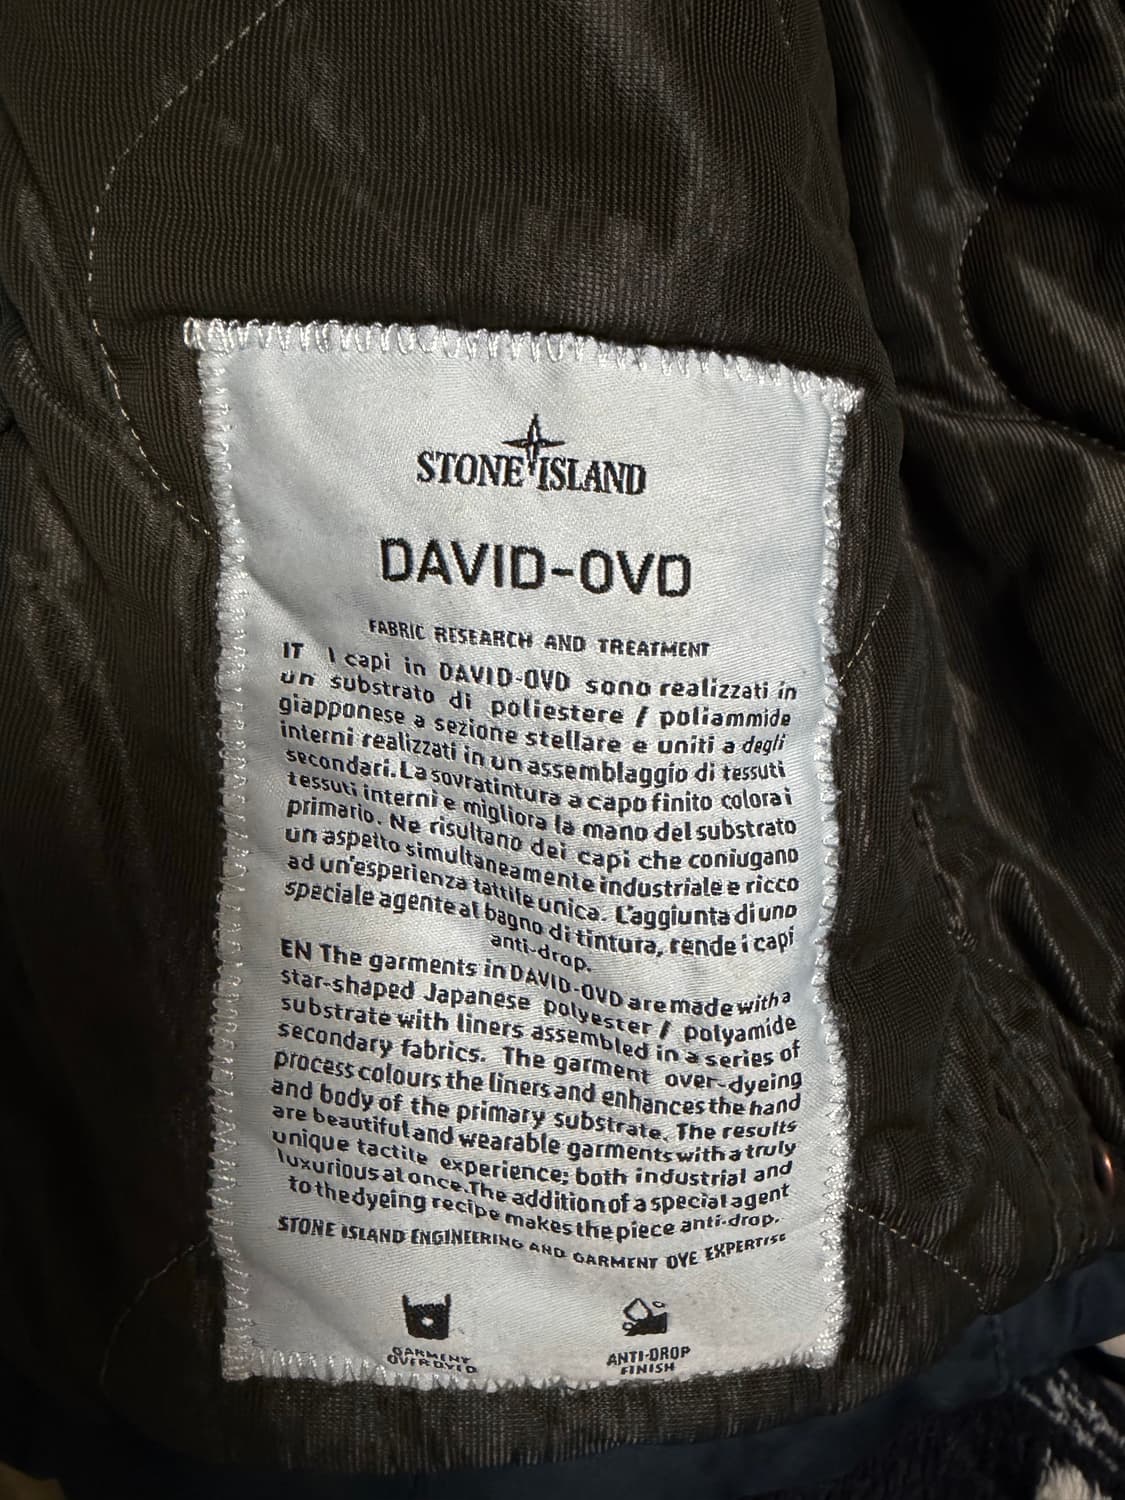 STONE ISLAND
DAVID-OVD
FABRIC RESEARCH AND TREATMENT
IT I capi in DAVID-OVD sono realizzati in
un substrato di poliestere / poliammide
giapponese a sezione stellare e uniti a degli
interni realizzati in un assemblaggio di tessuti
secondari. La sovratintura a capo finito colora i
tessuti interni e migliora la mano del substrato
primario. Ne risultano dei capi che coniugano
un aspetto simultaneamente industriale e ricco
ad un'esperienza tattile unica. L'aggiunta di uno
speciale agente al bagno di tintura, rende i capi
anti-drop.
EN The garments in DAVID-OVD are made with a
star-shaped Japanese polyester / polyamide
substrate with liners assembled in a series of
secondary fabrics. The garment over-dyeing
process colours the liners and enhances the hand
and body of the primary substrate. The results
are beautiful and wearable garments with a truly
unique tactile experience; both industrial and
luxurious at once. The addition of a special agent
to the dyeing recipe makes the piece anti-drop.
STONE ISLAND ENGINEERING AND GARMENT DYE EXPERTISE
GARMENT
OVERDYED
ANTI-DROP
FINISH